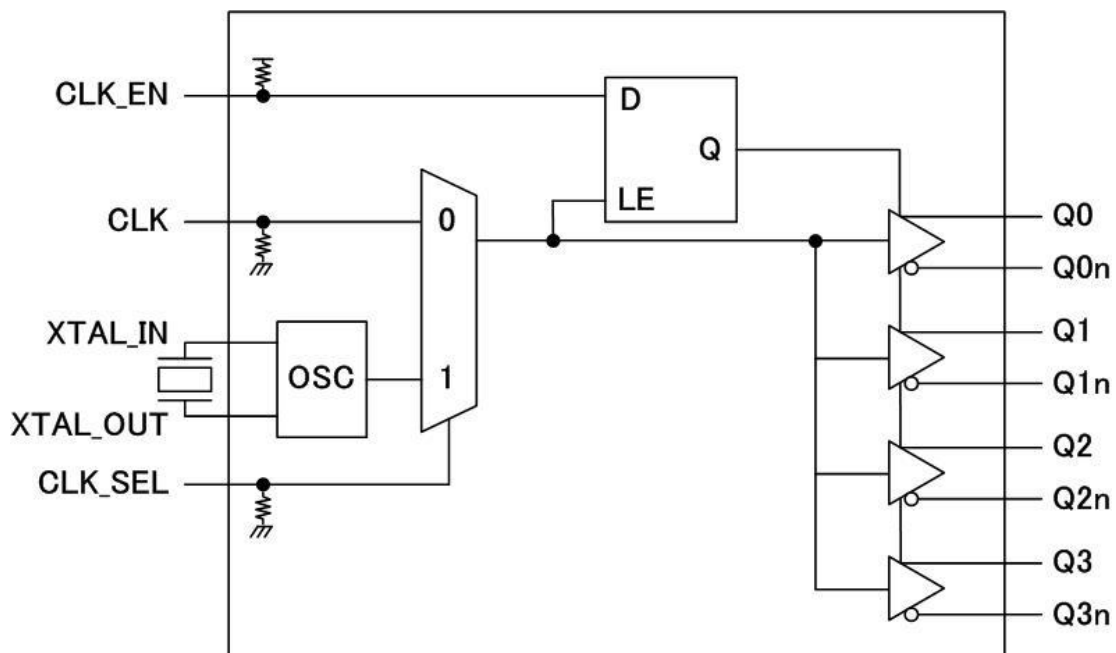 CLK_EN
D
Q
LE
CLK
0
Q0
Q0n
XTAL_IN
OSC
1
XTAL_OUT
CLK_SEL
Q1
Q1n
Q2
Q2n
Q3
Q3n